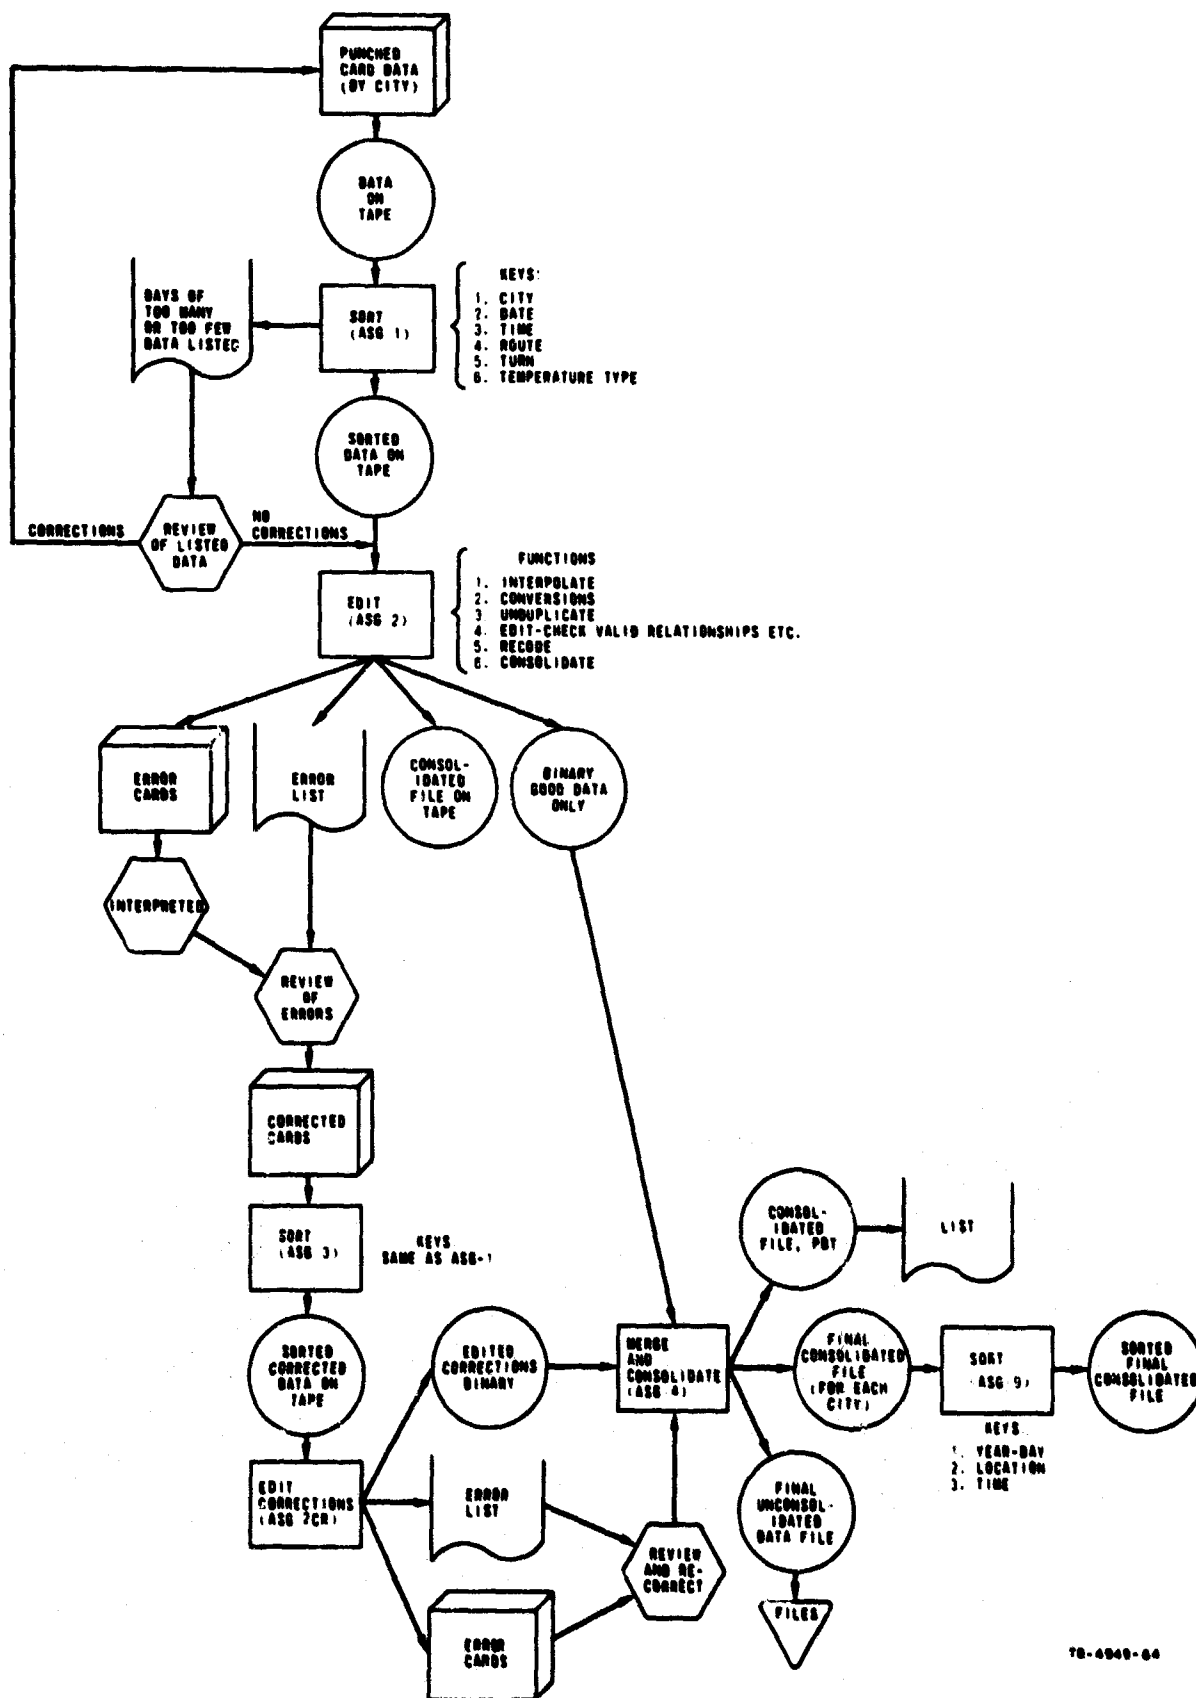 PUNCHED
CARD DATA
(BY CITY)
DATA
ON
TAPE
DAYS OF
TOO MANY
OR TOO FEW
DATA LISTED
SORT
(ASG 1)
KEYS:
1. CITY
2. DATE
3. TIME
4. ROUTE
5. TURN
6. TEMPERATURE TYPE
SORTED
DATA ON
TAPE
CORRECTIONS
REVIEW
OF LISTED
DATA
NO
CORRECTIONS
EDIT
(ASG 2)
FUNCTIONS
1. INTERPOLATE
2. CONVERSIONS
3. UNDUPLICATE
4. EDIT-CHECK VALID RELATIONSHIPS ETC.
5. RECODE
6. CONSOLIDATE
ERROR
CARDS
ERROR
LIST
CONSOL-
IDATED
FILE ON
TAPE
BINARY
GOOD DATA
ONLY
INTERPRETED
REVIEW
OF
ERRORS
CORRECTED
CARDS
SORT
(ASG 3)
KEYS
SAME AS ASG-1
CONSOL-
IDATED
FILE, PBT
LIST
SORTED
CORRECTED
DATA ON
TAPE
EDITED
CORRECTIONS
BINARY
MERGE
AND
CONSOLIDATE
(ASG 4)
FINAL
CONSOLIDATED
FILE
(FOR EACH
CITY)
SORT
(ASG 9)
SORTED
FINAL
CONSOLIDATED
FILE
KEYS
1. YEAR-DAY
2. LOCATION
3. TIME
EDIT
CORRECTIONS
(ASG 2CR)
ERROR
LIST
FINAL
UNCONSOL-
IDATED
DATA FILE
REVIEW
AND RE-
CORRECT
ERROR
CARDS
FILES
TB-4949-64